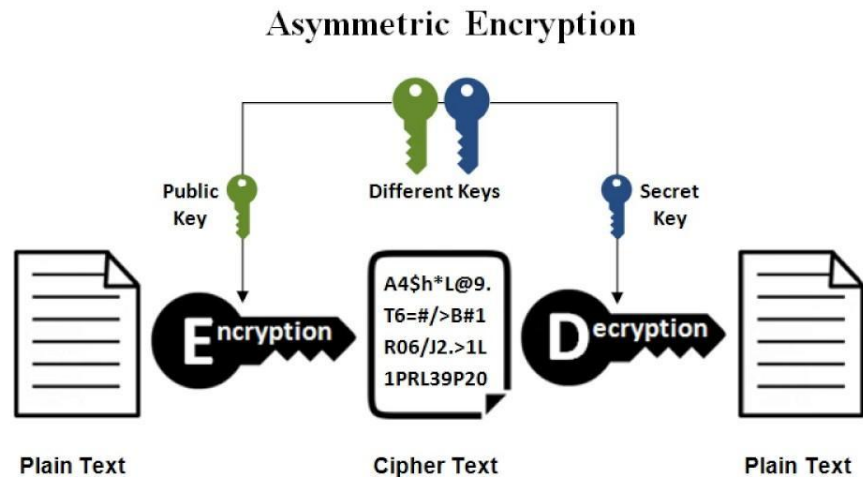 Asymmetric Encryption
Public
Key
Different Keys
Secret
Key
Encryption
A4$h*L@9.
T6=#/>B#1
R06/J2.>1L
1PRL39P20
Decryption
Plain Text
Cipher Text
Plain Text